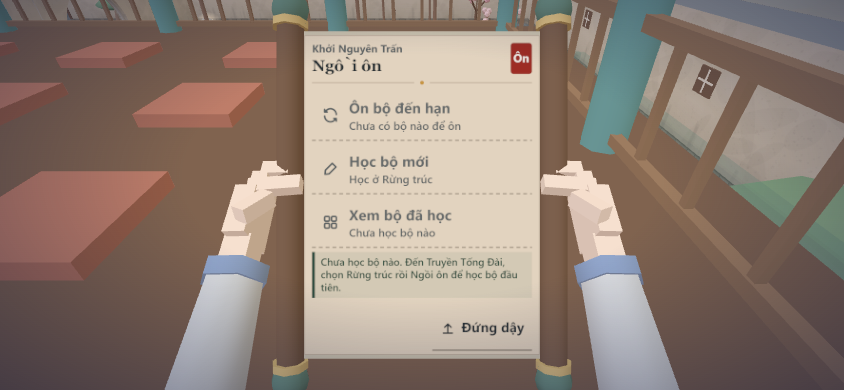 Khởi Nguyên Trấn
Ngồi ôn
Ôn
Ôn bộ đến hạn
Chưa có bộ nào để ôn
Học bộ mới
Học ở Rừng trúc
Xem bộ đã học
Chưa học bộ nào
Chưa học bộ nào. Đến Truyền Tống Đài,
chọn Rừng trúc rồi Ngồi ôn để học bộ đầu
tiên.
Đứng dậy